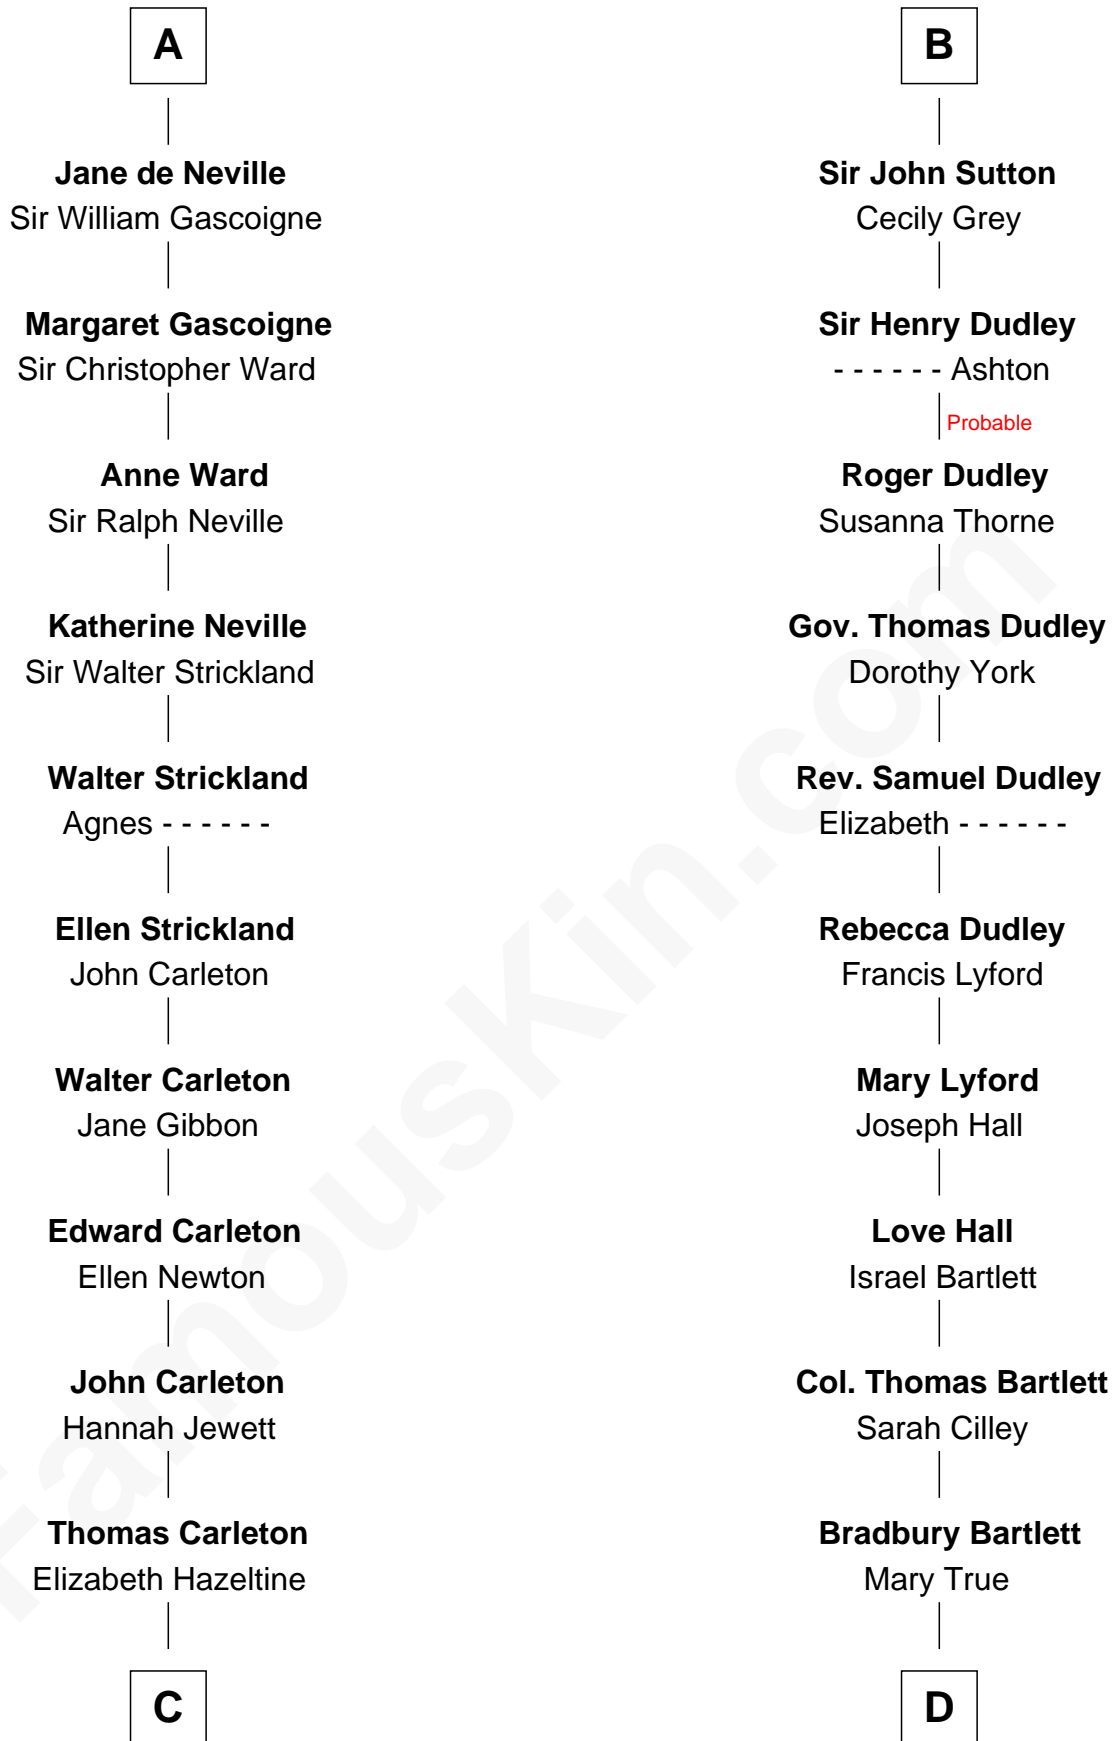 A
Jane de Neville
Sir William Gascoigne
Margaret Gascoigne
Sir Christopher Ward
Anne Ward
Sir Ralph Neville
Katherine Neville
Sir Walter Strickland
Walter Strickland
Agnes - - - - - -
Ellen Strickland
John Carleton
Walter Carleton
Jane Gibbon
Edward Carleton
Ellen Newton
John Carleton
Hannah Jewett
Thomas Carleton
Elizabeth Hazeltine
C
B
Sir John Sutton
Cecily Grey
Sir Henry Dudley
- - - - - - Ashton
Probable
Roger Dudley
Susanna Thorne
Gov. Thomas Dudley
Dorothy York
Rev. Samuel Dudley
Elizabeth - - - - - -
Rebecca Dudley
Francis Lyford
Mary Lyford
Joseph Hall
Love Hall
Israel Bartlett
Col. Thomas Bartlett
Sarah Cilley
Bradbury Bartlett
Mary True
D
FamousKin.com